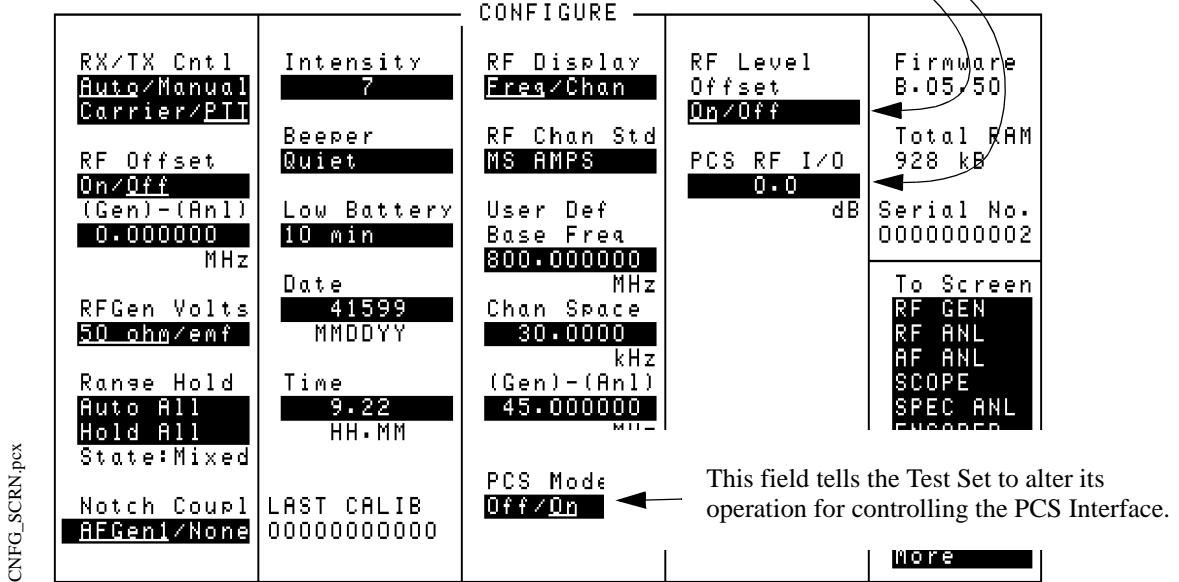 CONFIGURE
RX/TX Cntl
Auto/Manual
Carrier/PTT
RF Offset
On/Off
(Gen)-(Anl)
0.000000
MHz
RFGen Volts
50 ohm/emf
Range Hold
Auto All
Hold All
State:Mixed
Notch Coupl
AFGen1/None
Intensity
7
Beeper
Quiet
Low Battery
10 min
Date
41599
MMDDYY
Time
9.22
HH.MM
LAST CALIB
00000000000
RF Display
Freq/Chan
RF Chan Std
MS AMPS
User Def
Base Freq
800.000000
MHz
Chan Space
30.0000
kHz
(Gen)-(Anl)
45.000000
MHz
PCS Mode
Off/On
RF Level
Offset
On/Off
PCS RF I/O
0.0
dB
Firmware
B.05.50
Total RAM
928 kB
Serial No.
0000000002
To Screen
RF GEN
RF ANL
AF ANL
SCOPE
SPEC ANL
ENCODER
More
This field tells the Test Set to alter its
operation for controlling the PCS Interface.
CNFG_SCRN.pcx